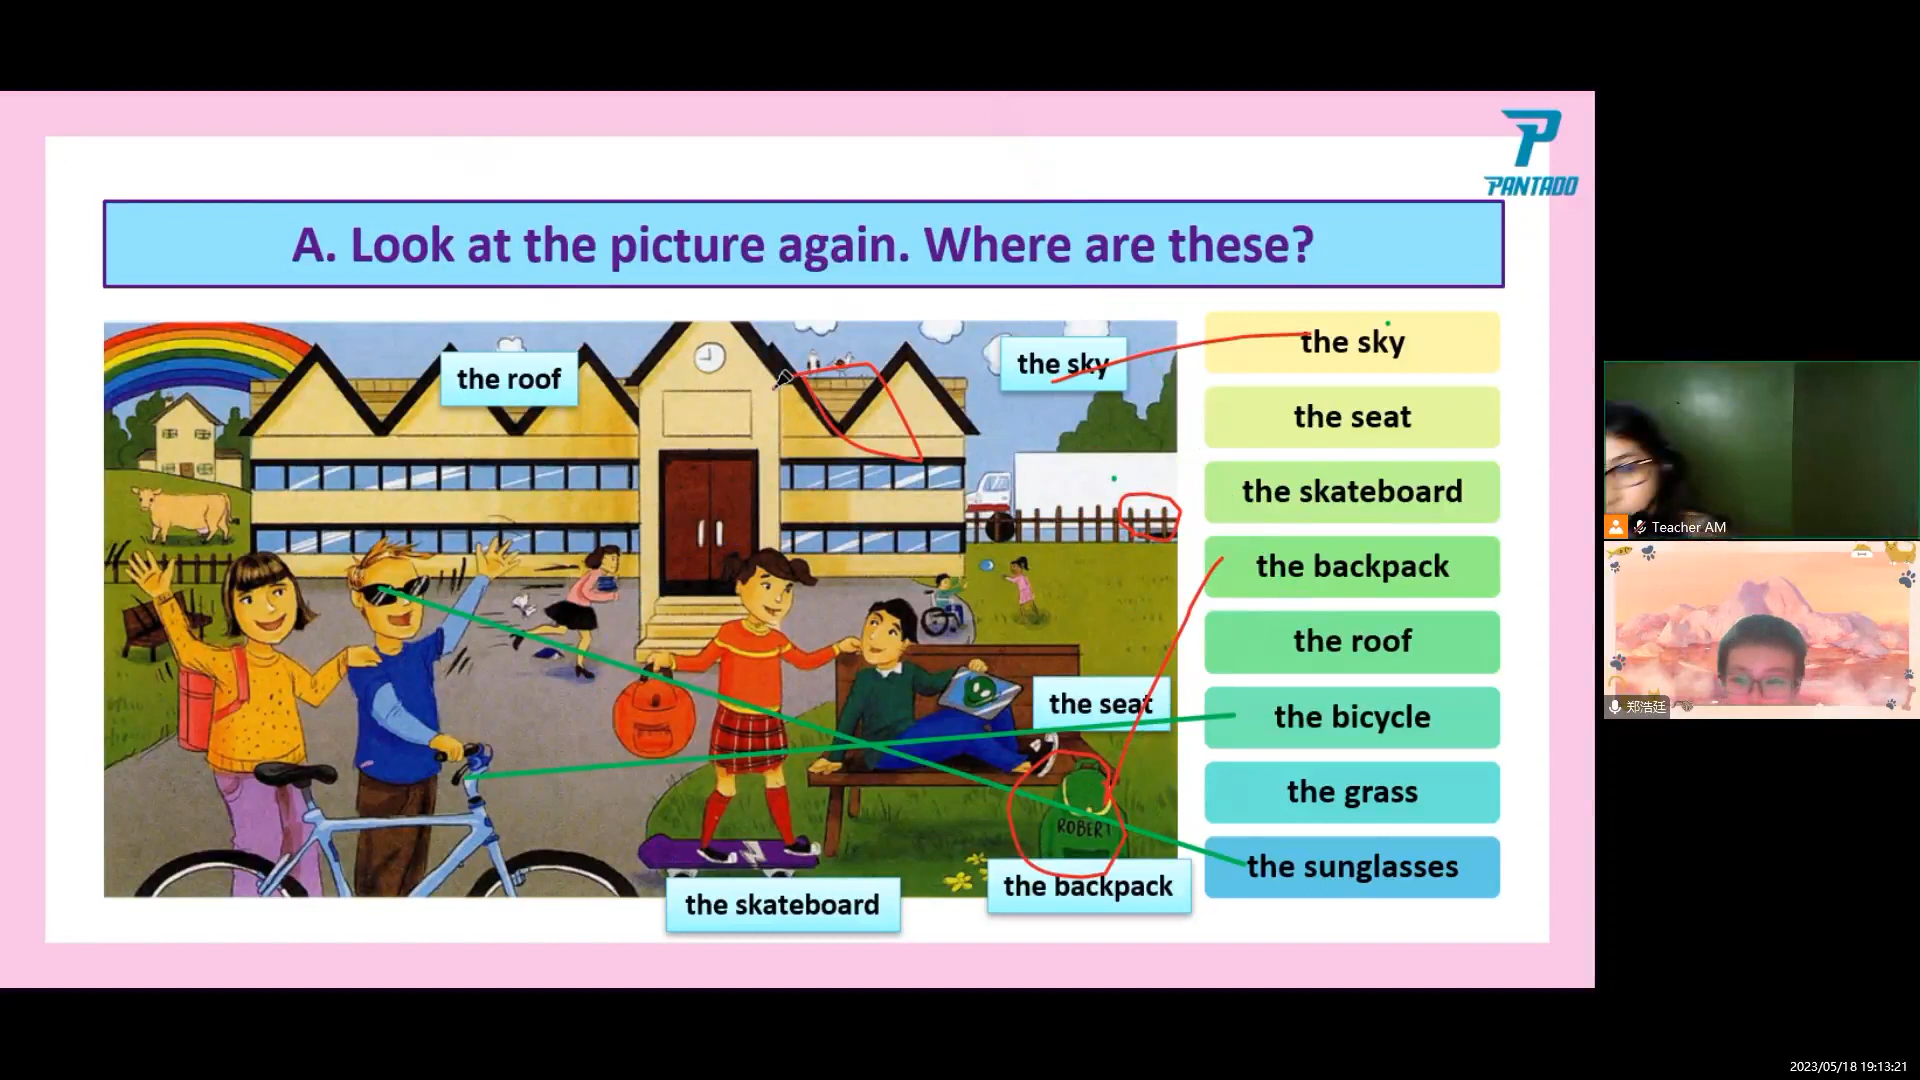 PANTADO
A. Look at the picture again. Where are these?
the roof
the sky
the seat
ROBERT
the backpack
the skateboard
the sky
the seat
the skateboard
the backpack
the roof
the bicycle
the grass
the sunglasses
Teacher AM
郑浩廷
2023/05/18 19:13:21